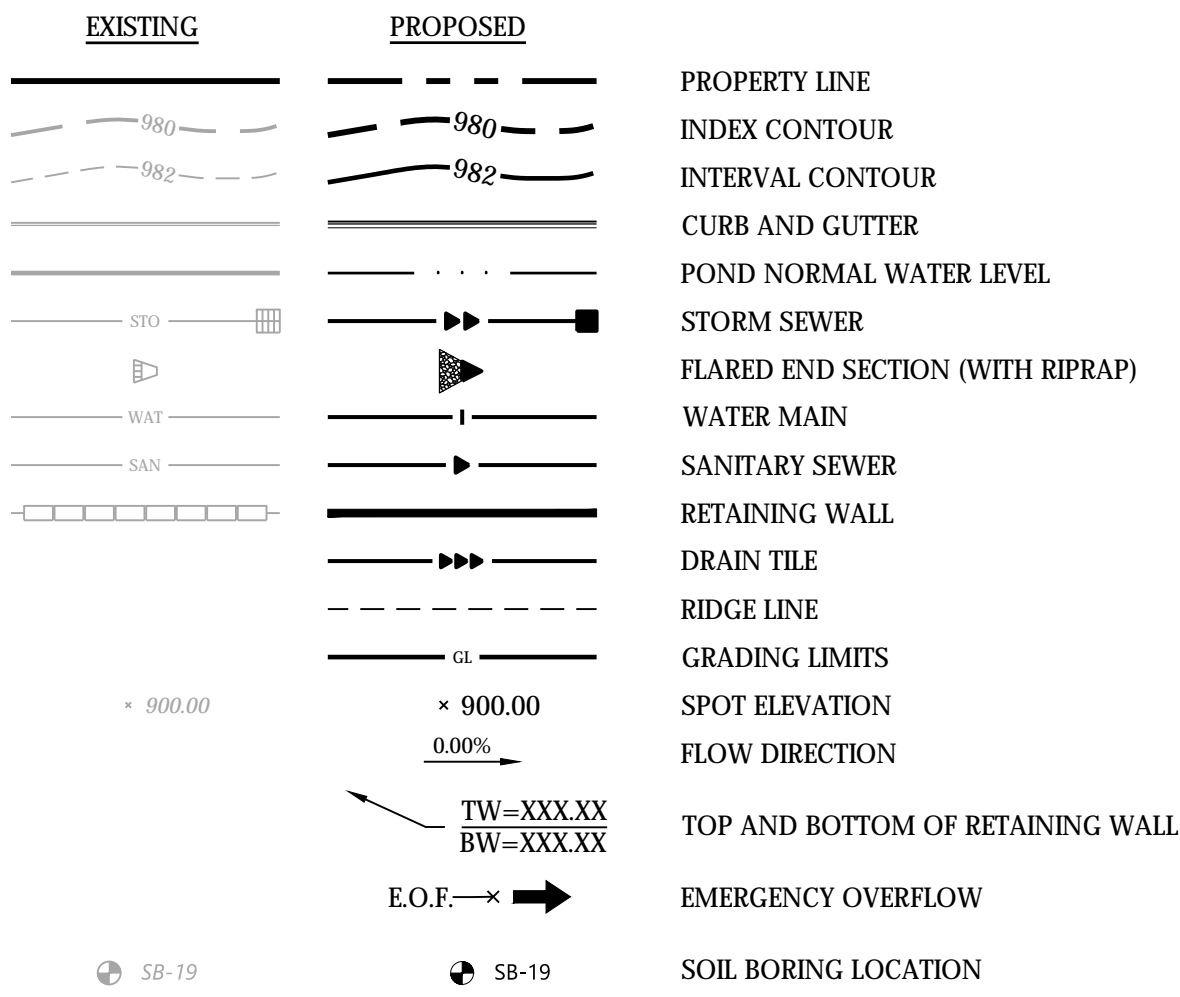 EXISTING PROPOSED
PROPERTY LINE
980 980 INDEX CONTOUR
982 982 INTERVAL CONTOUR
CURB AND GUTTER
POND NORMAL WATER LEVEL
STO STORM SEWER
FLARED END SECTION (WITH RIPRAP)
WAT WATER MAIN
SAN SANITARY SEWER
RETAINING WALL
DRAIN TILE
RIDGE LINE
GL GRADING LIMITS
× 900.00 × 900.00 SPOT ELEVATION
0.00% FLOW DIRECTION
TW=XXX.XX
BW=XXX.XX
TOP AND BOTTOM OF RETAINING WALL
E.O.F. × EMERGENCY OVERFLOW
SB-19 SB-19 SOIL BORING LOCATION